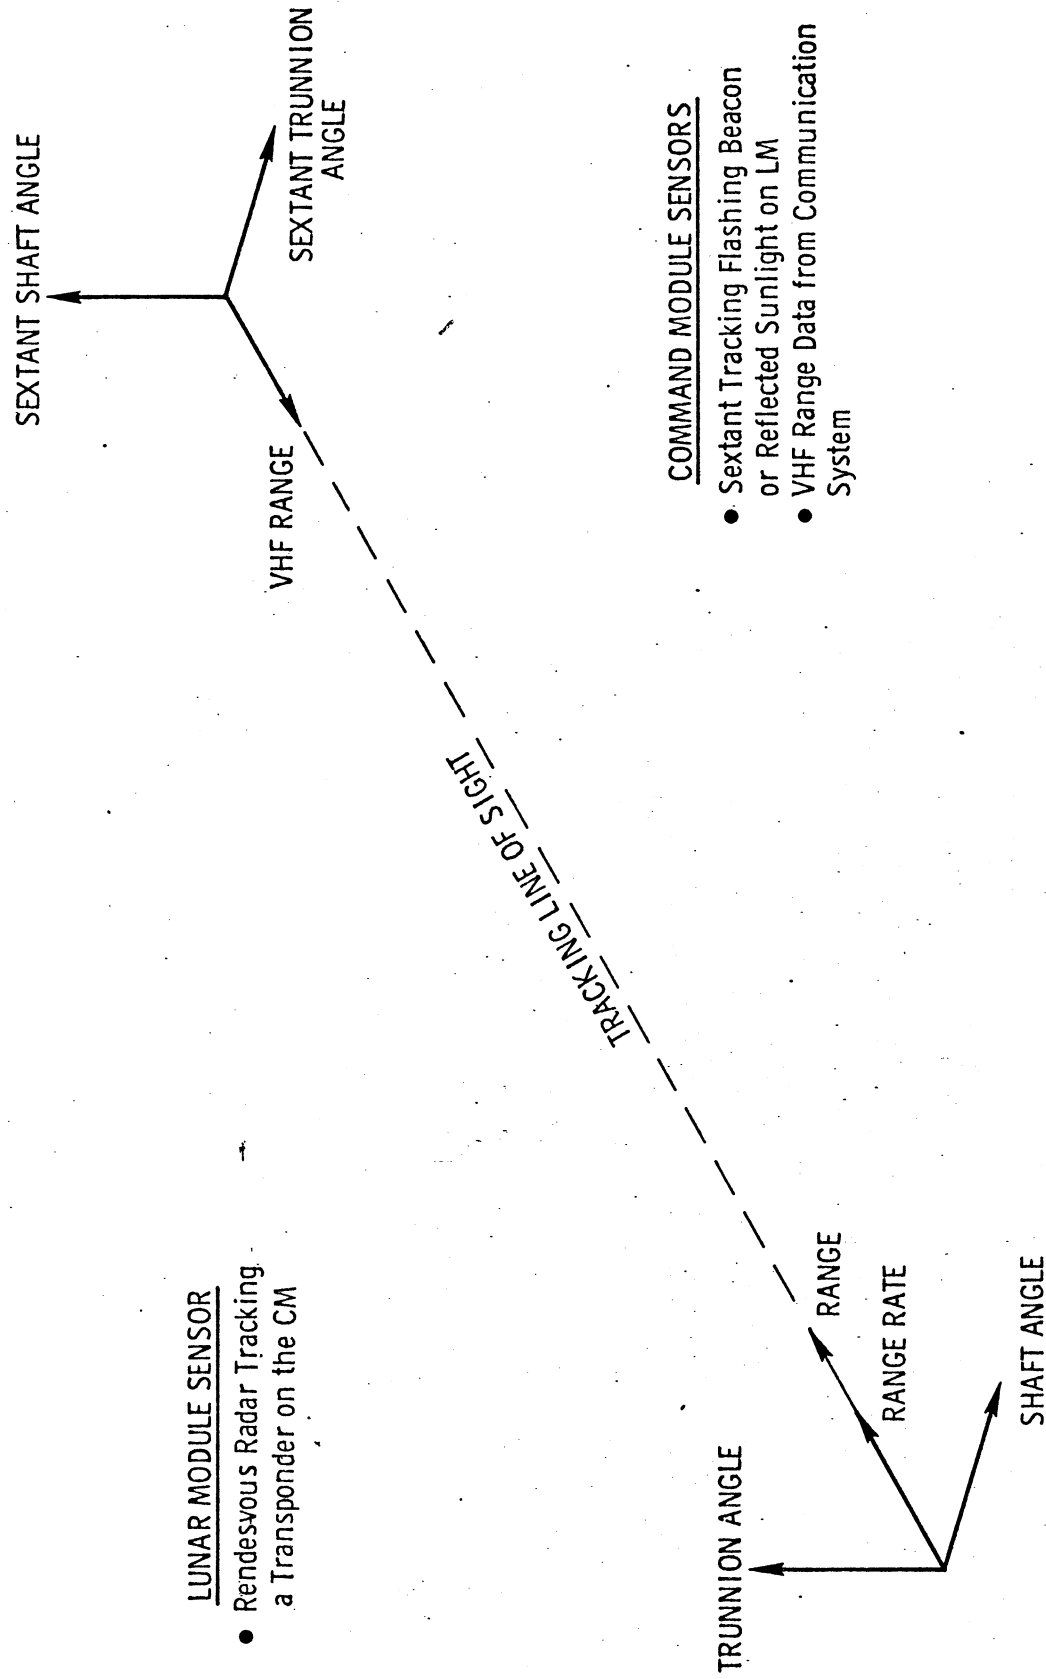 LUNAR MODULE SENSOR
● Rendesvous Radar Tracking
a Transponder on the CM
SEXTANT SHAFT ANGLE
VHF RANGE
SEXTANT TRUNNION
ANGLE
TRACKING LINE OF SIGHT
TRUNNION ANGLE
RANGE
RANGE RATE
SHAFT ANGLE
COMMAND MODULE SENSORS
● Sextant Tracking Flashing Beacon
or Reflected Sunlight on LM
● VHF Range Data from Communication
System